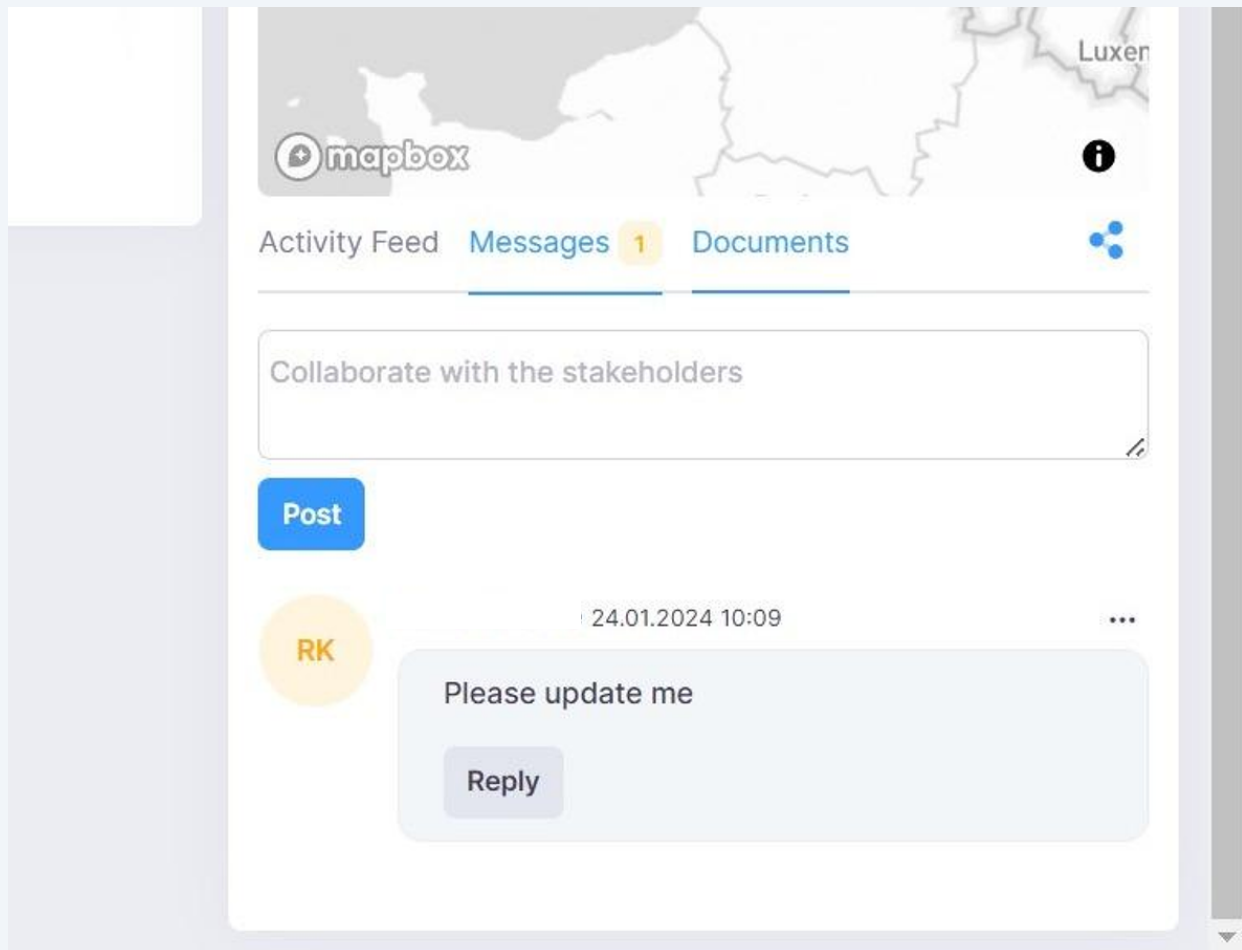 Luxen
mapbox
Activity Feed Messages 1 Documents
Collaborate with the stakeholders
Post
24.01.2024 10:09
RK
Please update me
Reply